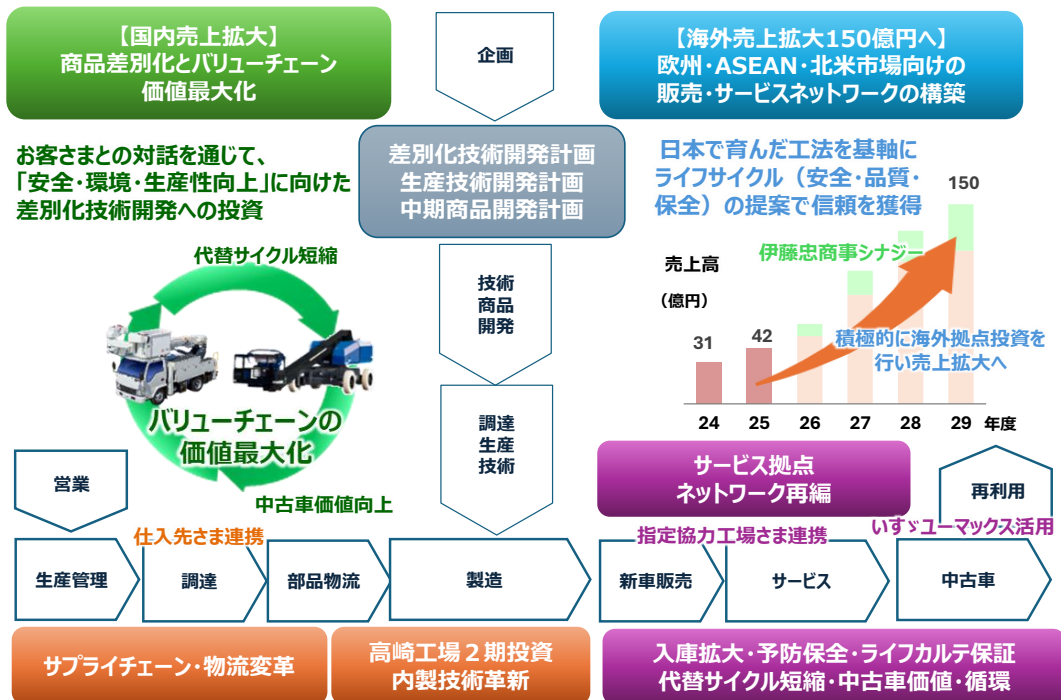 【国内売上拡大】
商品差別化とバリューチェーン
価値最大化
企画
【海外売上拡大150億円へ】
欧州・ASEAN・北米市場向けの
販売・サービスネットワークの構築
お客さまとの対話を通じて、
「安全・環境・生産性向上」に向けた
差別化技術開発への投資
差別化技術開発計画
生産技術開発計画
中期商品開発計画
日本で育んだ工法を基軸に
ライフサイクル（安全・品質・
保全）の提案で信頼を獲得
代替サイクル短縮
バリューチェーンの
価値最大化
中古車価値向上
技術
商品
開発
調達
生産
技術
売上高
（億円）
伊藤忠商事シナジー
150
31
42
積極的に海外拠点投資を
行い売上拡大へ
24
25
26
27
28
29
年度
営業
サービス拠点
ネットワーク再編
再利用
仕入先さま連携
指定協力工場さま連携
いすゞユーマックス活用
生産管理
調達
部品物流
製造
新車販売
サービス
中古車
サプライチェーン・物流変革
高崎工場２期投資
内製技術革新
入庫拡大・予防保全・ライフカルテ保証
代替サイクル短縮・中古車価値・循環